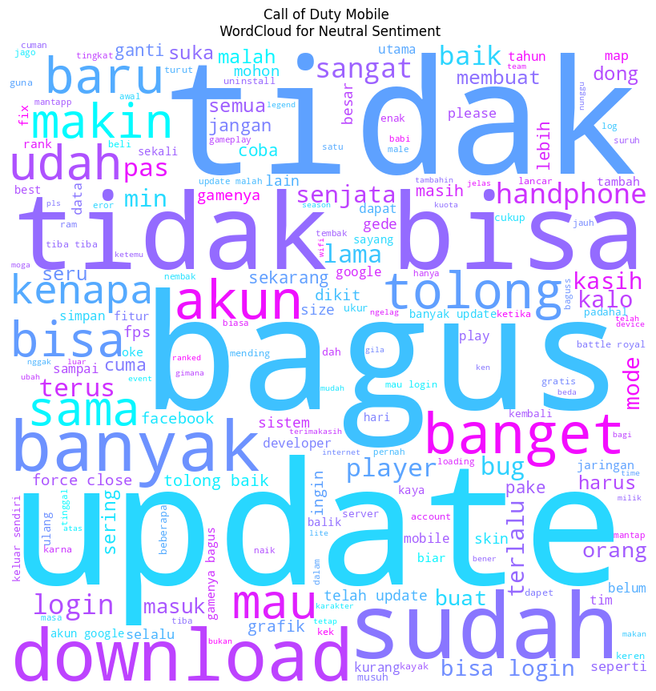 Call of Duty Mobile
WordCloud for Neutral Sentiment
cuman
jago
tingkat
ganti
suka
malah
utama
baik
tahun
map
guna
turut
mohon
uninstall
sangat
team
membuat
dong
baru
tidak
mantapp
awal
legend
semua
besar
enak
please
nunggu
log
fix
makin
jangan
gameplay
babi
lebih
rank
beli
sekali
coba
satu
male
suruh
udah
pas
update malah
lain
tambahin
jelas
lancar
tambah
best
data
min
gamenya
senjata
masih
handphone
pls
eror
season
dapat
kuota
cukup
ram
tidak
bisa
gede
jauh
tiba tiba
tembak
sayang
ketemu
wifi
lama
moga
seru
nembak
sekarang
google
hanya
baguss
kasih
kenapa
akun
dikit
tolong
kalo
simpan
fitur
size
ukur
ngelag
banyak update
ketika
padahal
telah
device
bisa
fps
biasa
bagus
play
battle royal
oke
ranked
mending
dah
gila
nggak
luar
sampai
cuma
gimana
ken
ubah
terus
event
mudah
mau login
gratis
beda
mode
sama
facebook
hari
kembali
bagi
banyak
sistem
terimakasih
banget
developer
internet
pernah
player
loading
bug
jaringan
time
force close
tolong baik
ingin
kaya
pake
harus
milik
keluar sendiri
ulang
atinggal
sering
beberapa
balik
server
account
terlalu
update
mobile
skin
mantap
karna
atas
gamenya bagus
naik
lite
biar
bener
orang
dalam
login
masuk
mau
telah update
buat
dapet
belum
masa
tiba
karakter
tim
grafik
tetap
sudah
makan
akun google
selalu
bukan
kek
keren
download
kurang
kayak
bisa login
seperti
musuh